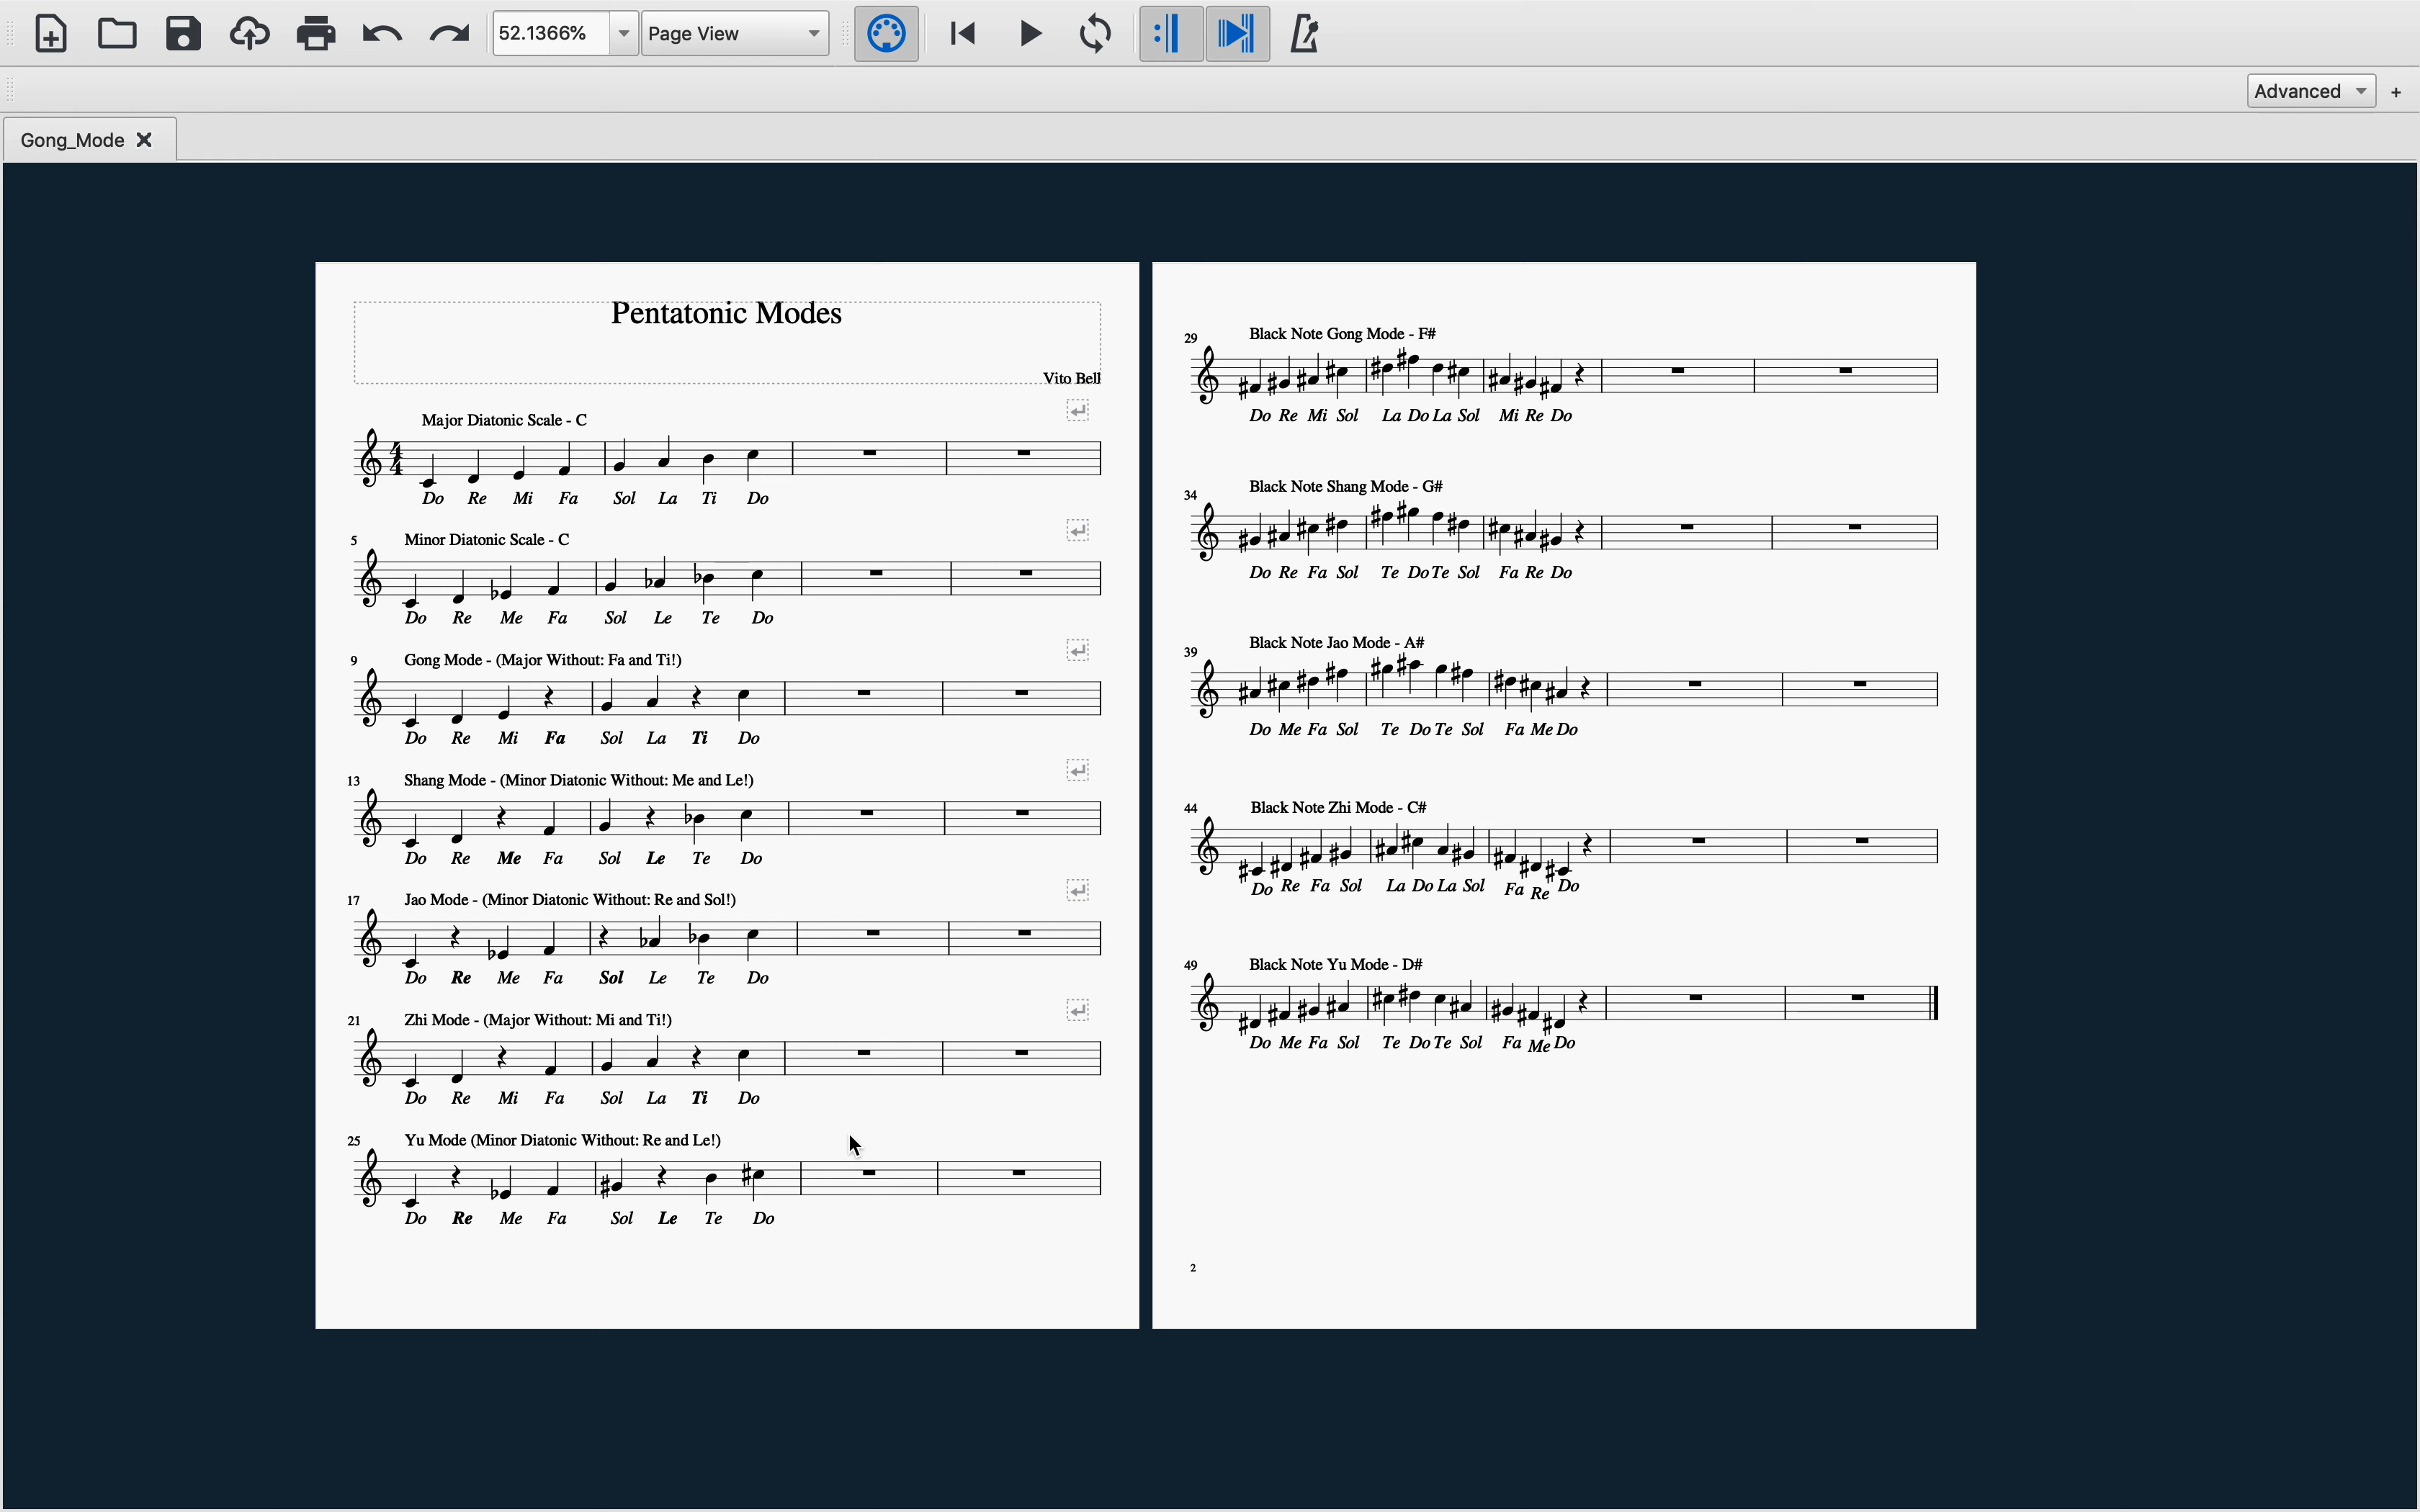 52.1366% Page View
Advanced +
Gong_Mode
Pentatonic Modes
Vito Bell
Major Diatonic Scale - C
4
4
Do Re Mi Fa Sol La Ti Do
5 Minor Diatonic Scale - C
Do Re Me Fa Sol Le Te Do
9 Gong Mode - (Major Without: Fa and Ti!)
Do Re Mi Fa Sol La Ti Do
13 Shang Mode - (Minor Diatonic Without: Me and Le!)
Do Re Me Fa Sol Le Te Do
17 Jao Mode - (Minor Diatonic Without: Re and Sol!)
Do Re Me Fa Sol Le Te Do
21 Zhi Mode - (Major Without: Mi and Ti!)
Do Re Mi Fa Sol La Ti Do
25 Yu Mode (Minor Diatonic Without: Re and Le!)
Do Re Me Fa Sol Le Te Do
29 Black Note Gong Mode - F#
Do Re Mi Sol La Do La Sol Mi Re Do
34 Black Note Shang Mode - G#
Do Re Fa Sol Te Do Te Sol Fa Re Do
39 Black Note Jao Mode - A#
Do Me Fa Sol Te Do Te Sol Fa Me Do
44 Black Note Zhi Mode - C#
Do Re Fa Sol La Do La Sol Fa Re Do
49 Black Note Yu Mode - D#
Do Me Fa Sol Te Do Te Sol Fa Me Do
2